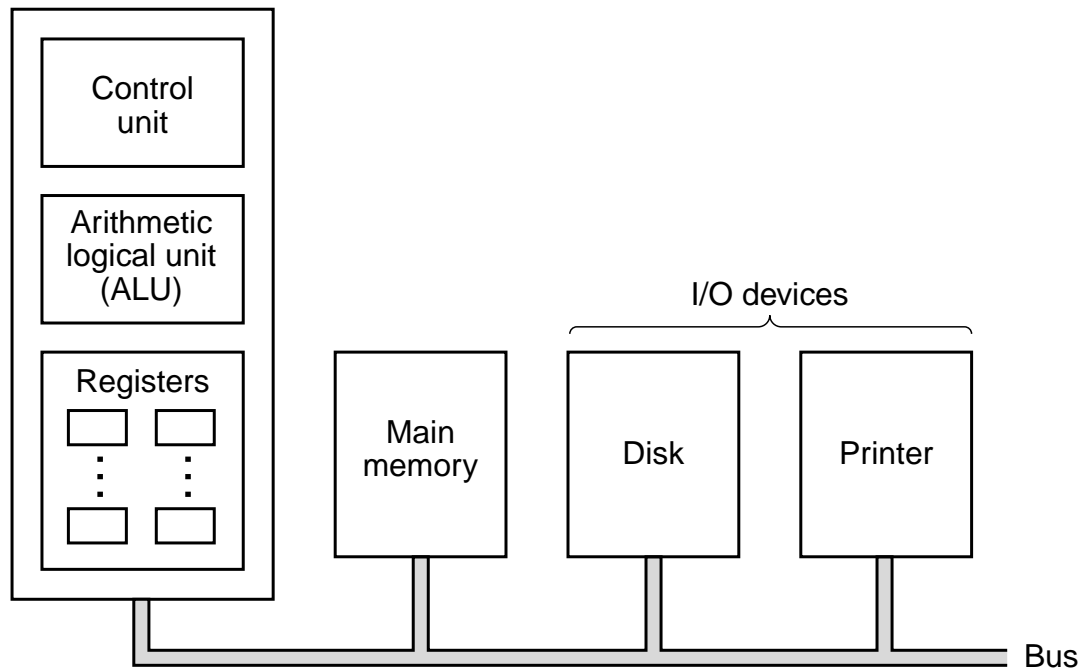 Control
unit
Arithmetic
logical unit
(ALU)
Registers
I/O devices
Main
memory
Disk
Printer
Bus